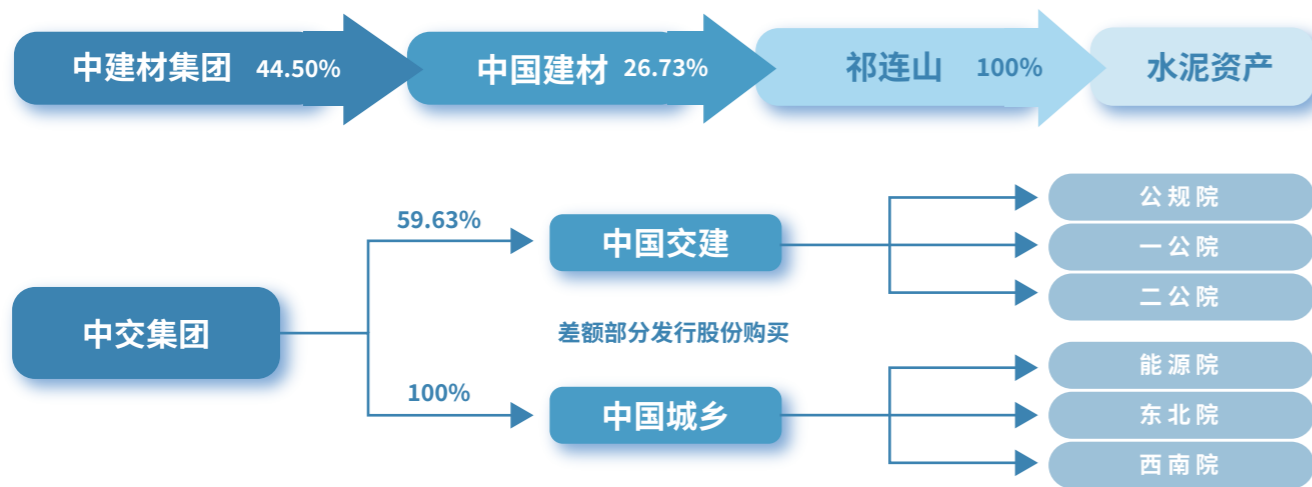 中建材集团 44.50% 中国建材 26.73% 祁连山 100% 水泥资产
公规院
59.63%
中国交建
一公院
二公院
中交集团
差额部分发行股份购买
能源院
100%
中国城乡
东北院
西南院